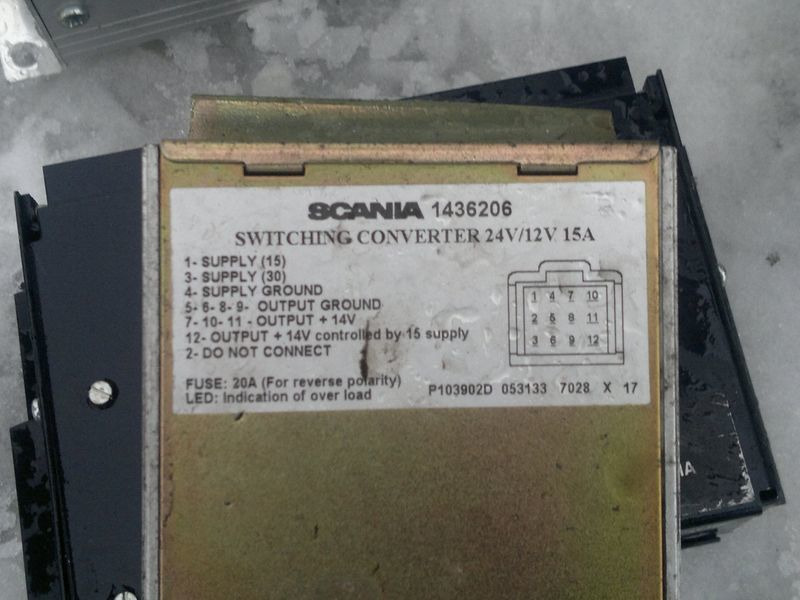 SCANIA 1436206
SWITCHING CONVERTER 24V/12V 15A
1- SUPPLY (15)
3- SUPPLY (30)
4- SUPPLY GROUND
5- 6- 8- 9- OUTPUT GROUND
7- 10- 11 - OUTPUT + 14V
12- OUTPUT + 14V controlled by 15 supply
2- DO NOT CONNECT
1 4 7 10
2 5 8 11
3 6 9 12
FUSE: 20A (For reverse polarity)
LED: Indication of over load
P103902D 053133 7028 X 17